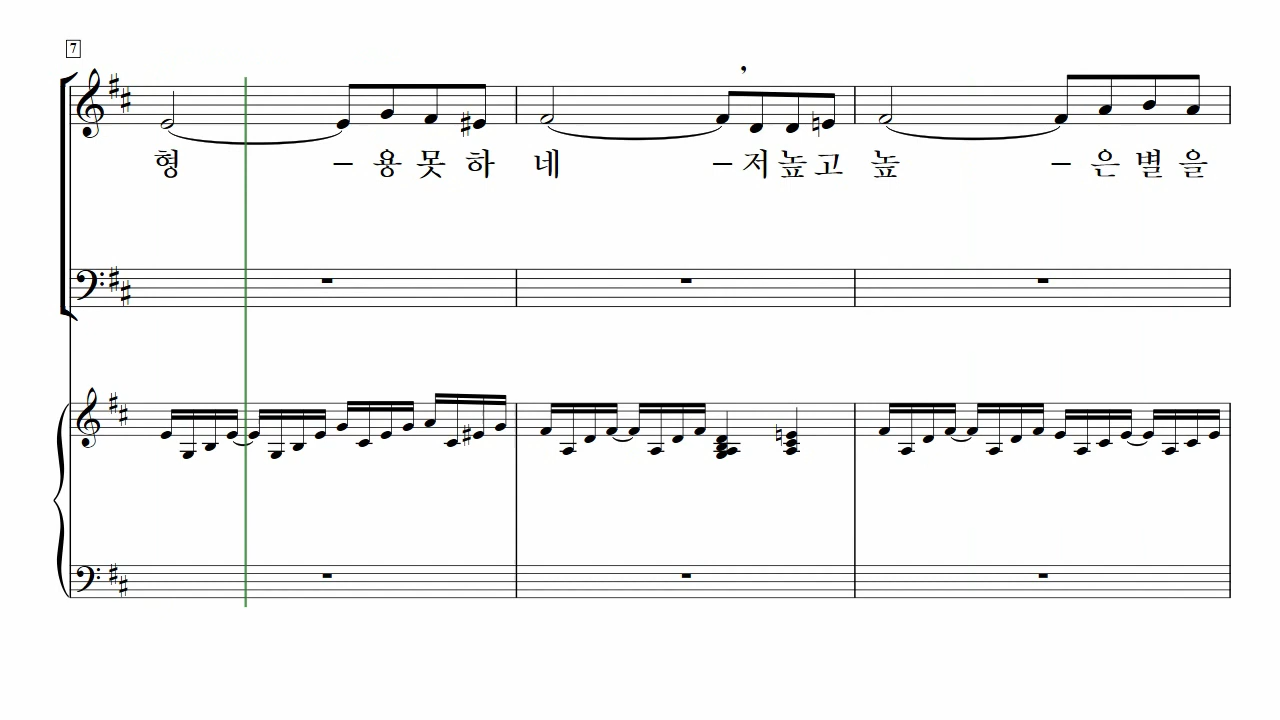 7
형 – 용 못 하 네 – 저 높 고 높 – 은 별 을